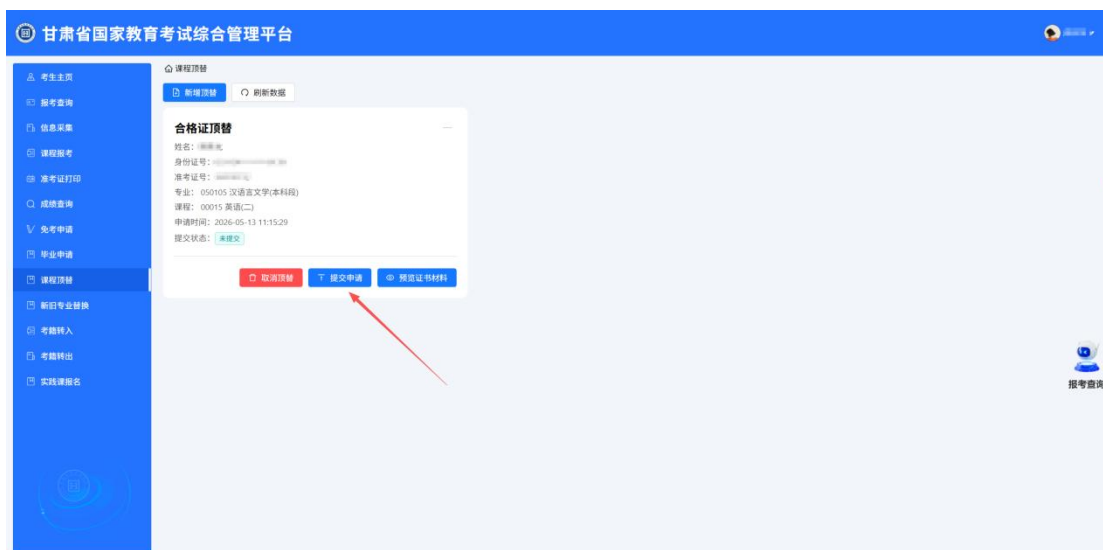 甘肃省国家教育考试综合管理平台
考生主页
报考查询
信息采集
课程报考
准考证打印
成绩查询
免考申请
毕业申请
课程顶替
新旧专业替换
考籍转入
考籍转出
实践课报名
课程顶替
新增顶替
刷新数据
合格证顶替
姓名：
身份证号：
准考证号：
专业： 050105 汉语言文学(本科段)
课程： 00015 英语(二)
申请时间： 2026-05-13 11:15:29
提交状态： 未提交
取消顶替
提交申请
预览证书材料
报考查询